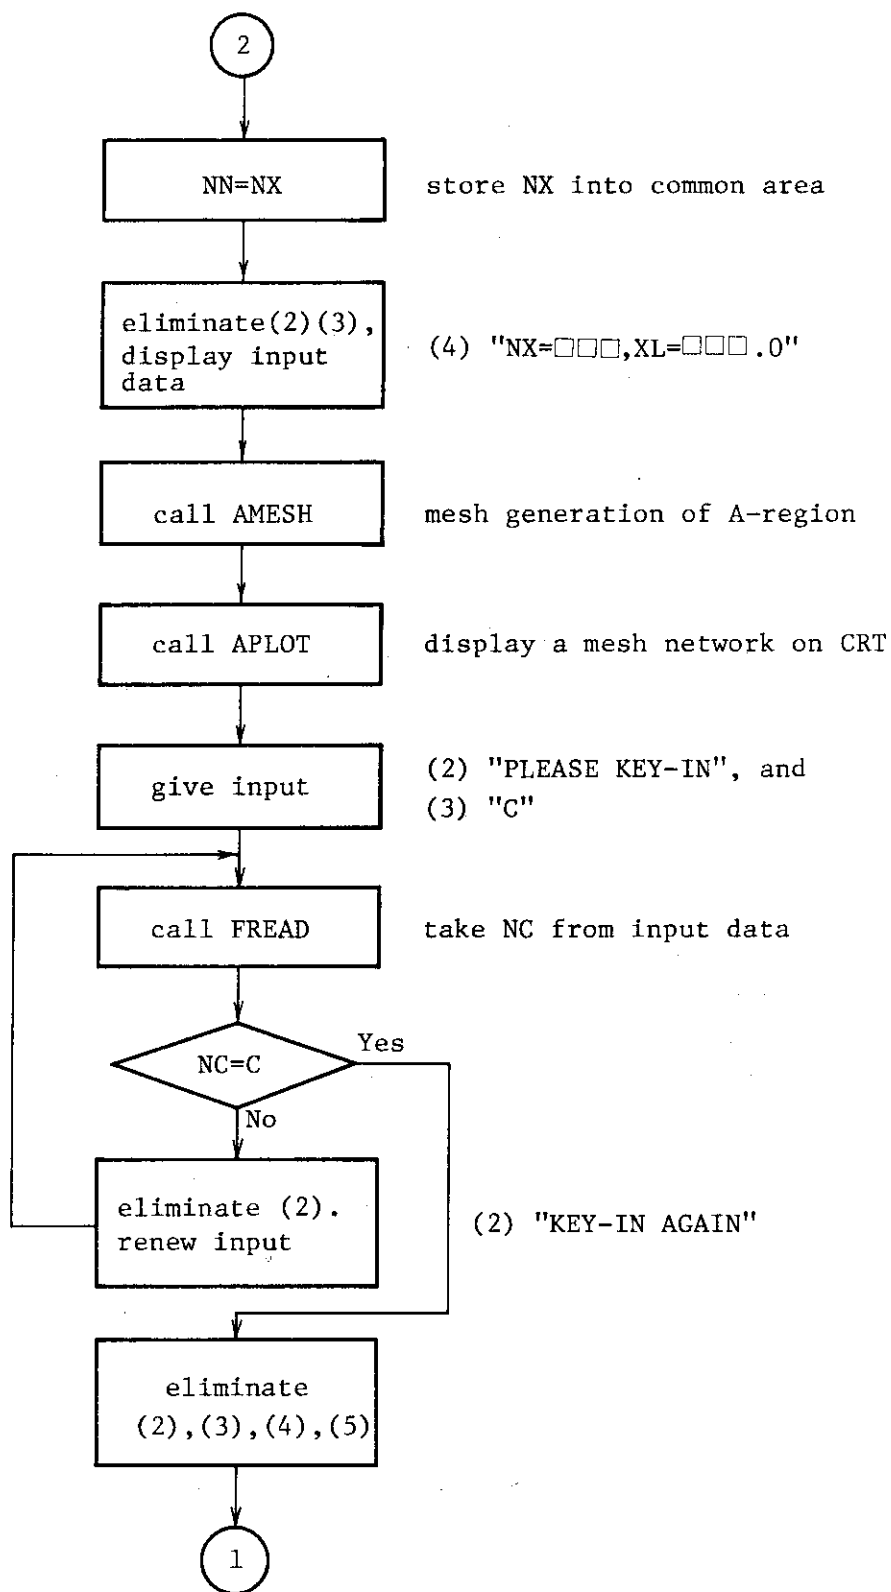 2
NN=NX
store NX into common area
eliminate(2)(3),
display input
data
(4) "NX=□□□,XL=□□□.0"
call AMESH
mesh generation of A-region
call APLOT
display a mesh network on CRT
give input
(2) "PLEASE KEY-IN", and
(3) "C"
call FREAD
take NC from input data
NC=C
Yes
No
eliminate (2).
renew input
(2) "KEY-IN AGAIN"
eliminate
(2),(3),(4),(5)
1